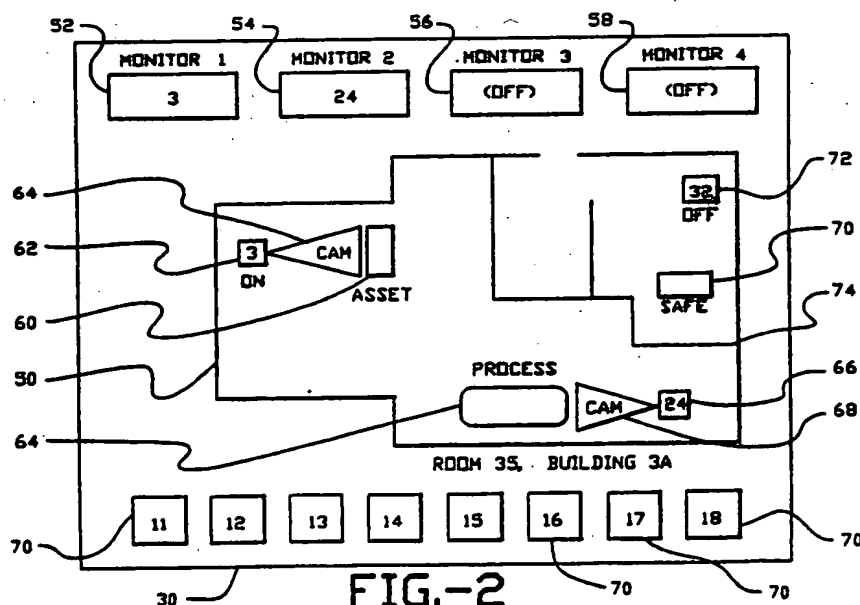 52 54 56 58
MONITOR 1 MONITOR 2 MONITOR 3 MONITOR 4
3 24 (OFF) (OFF)
72
64 32
OFF
62 3 CAM 70
ON SAFE
ASSET
60 74
PROCESS
50 66
CAM 24
64 68
ROOM 35, BUILDING 3A
11 12 13 14 15 16 17 18
70 70
30 FIG.-2 70 70